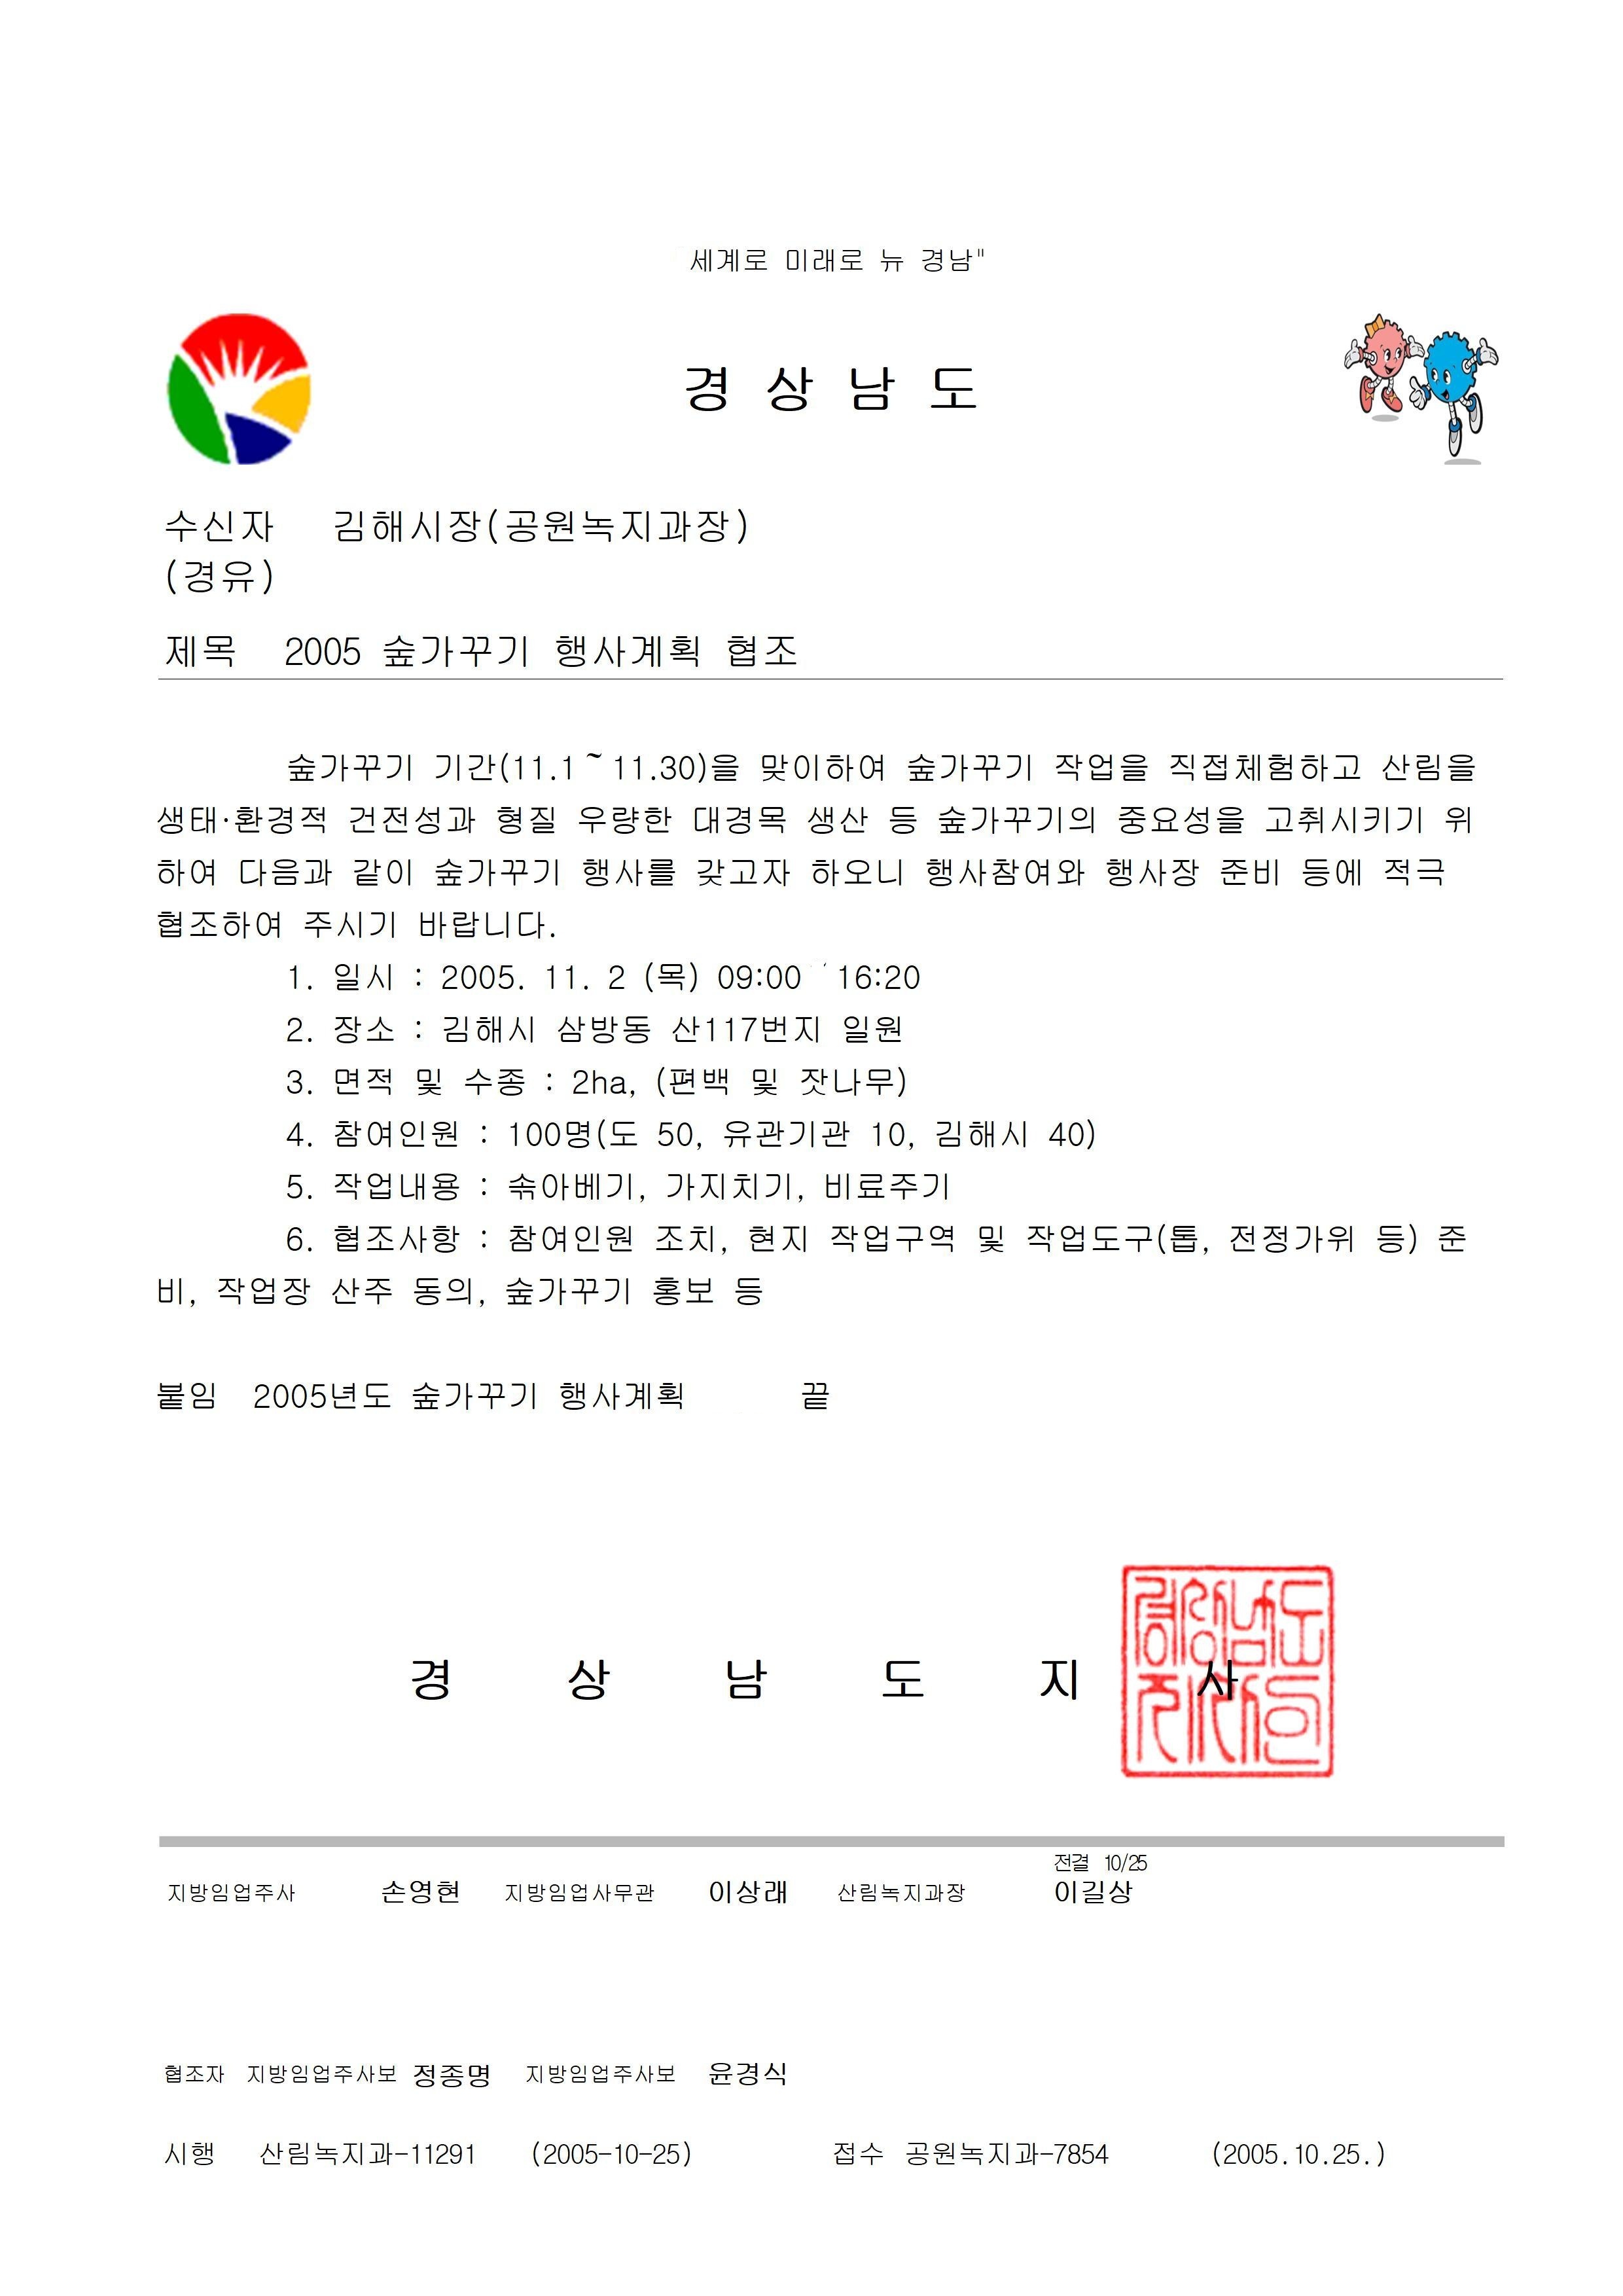 세계로 미래로 뉴 경남"
경 상 남 도
수신자 김해시장(공원녹지과장)
(경유)
제목 2005 숲가꾸기 행사계획 협조
숲가꾸기 기간(11.1~11.30)을 맞이하여 숲가꾸기 작업을 직접체험하고 산림을
생태·환경적 건전성과 형질 우량한 대경목 생산 등 숲가꾸기의 중요성을 고취시키기 위
하여 다음과 같이 숲가꾸기 행사를 갖고자 하오니 행사참여와 행사장 준비 등에 적극
협조하여 주시기 바랍니다.
1. 일시 : 2005. 11. 2 (목) 09:00 16:20
2. 장소 : 김해시 삼방동 산117번지 일원
3. 면적 및 수종 : 2ha, (편백 및 잣나무)
4. 참여인원 : 100명(도 50, 유관기관 10, 김해시 40)
5. 작업내용 : 솎아베기, 가지치기, 비료주기
6. 협조사항 : 참여인원 조치, 현지 작업구역 및 작업도구(톱, 전정가위 등) 준
비, 작업장 산주 동의, 숲가꾸기 홍보 등
붙임 2005년도 숲가꾸기 행사계획 끝
경 상 남 도 지 사
전결 10/25
지방임업주사 손영현 지방임업사무관 이상래 산림녹지과장 이길상
협조자 지방임업주사보 정종명 지방임업주사보 윤경식
시행 산림녹지과-11291 (2005-10-25) 접수 공원녹지과-7854 (2005.10.25.)